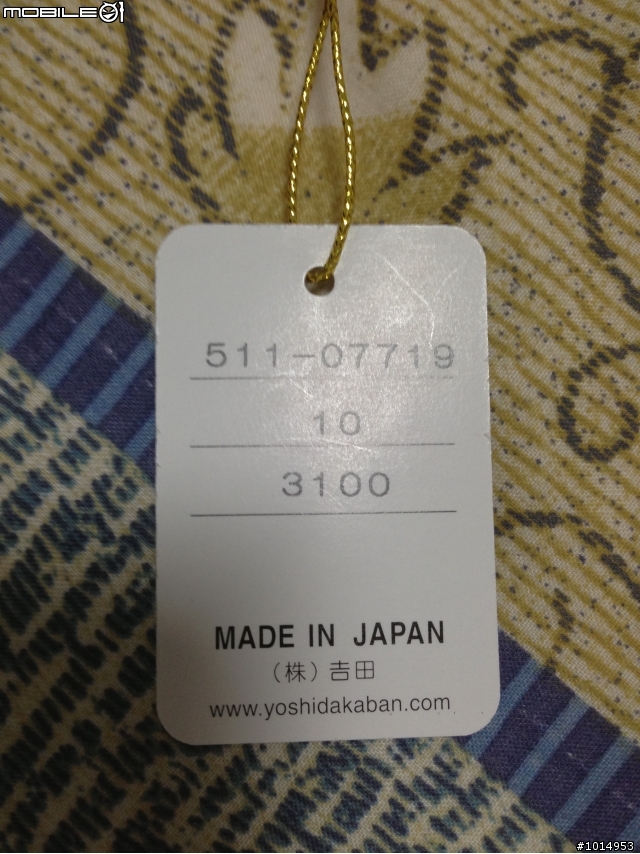 MOBILE01
511-07719
10
3100
MADE IN JAPAN
(株)吉田
www.yoshidakaban.com
#1014953